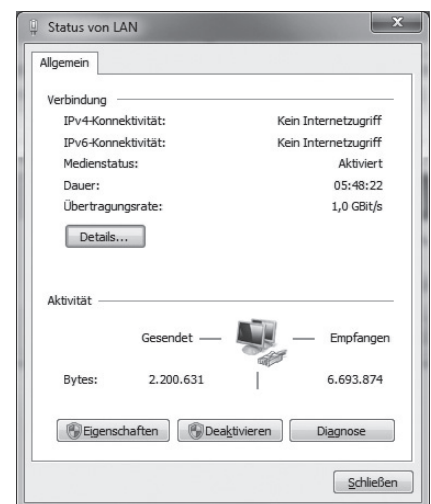 Status von LAN
x
Allgemein
Verbindung
IPv4-Konnektivität: Kein Internetzugriff
IPv6-Konnektivität: Kein Internetzugriff
Medienstatus: Aktiviert
Dauer: 05:48:22
Übertragungsrate: 1,0 GBit/s
Details...
Aktivität
Gesendet Empfangen
Bytes: 2.200.631 6.693.874
Eigenschaften Deaktivieren Diagnose
Schließen